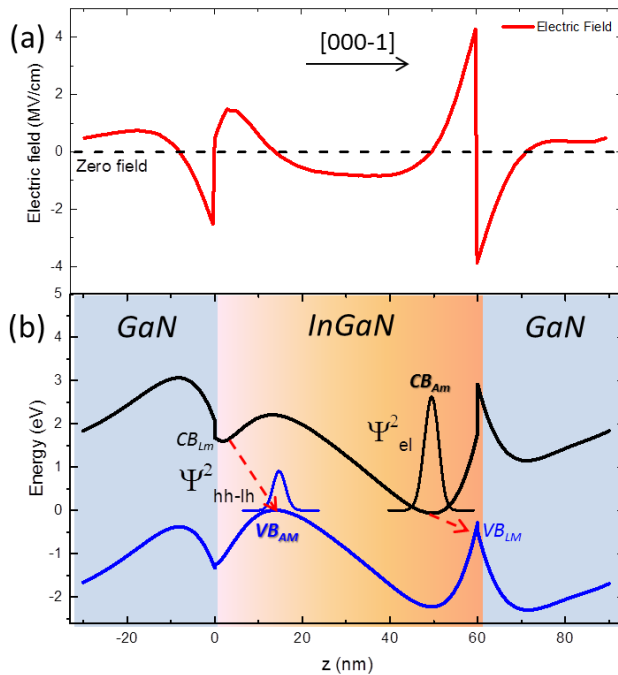 (a)
[000-1]
Electric Field
Electric field (MV/cm)
4
2
0
-2
-4
Zero field
(b)
GaN
InGaN
GaN
Energy (eV)
5
4
3
2
1
0
-1
-2
CB_Lm
Ψ²hh-lh
VB_AM
CB_Am
Ψ²el
VB_LM
-20
0
20
40
60
80
z (nm)